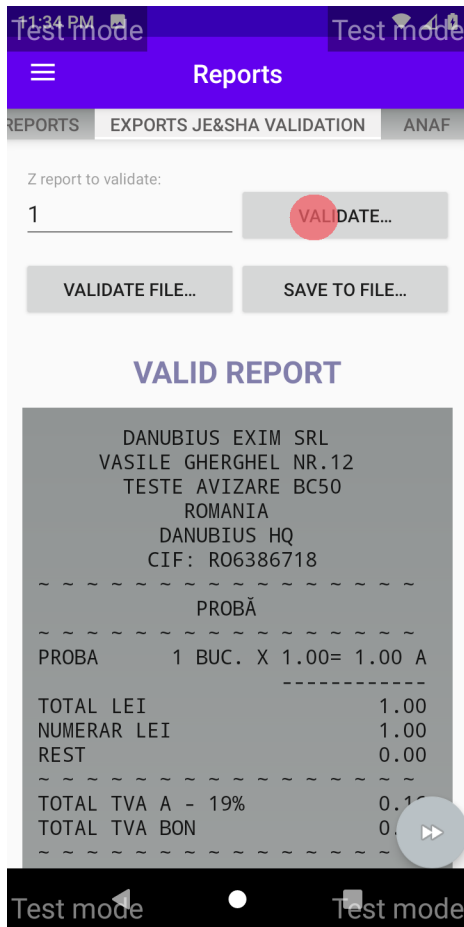 11:34 PM
Test mode Test mode
Reports
REPORTS EXPORTS JE&SHA VALIDATION ANAF
Z report to validate:
1 VALIDATE...
VALIDATE FILE... SAVE TO FILE...
VALID REPORT
DANUBIUS EXIM SRL
VASILE GHERGHEL NR.12
TESTE AVIZARE BC50
ROMANIA
DANUBIUS HQ
CIF: RO6386718
~ ~ ~ ~ ~ ~ ~ ~ ~ ~ ~ ~ ~ ~ ~ ~
PROBĂ
~ ~ ~ ~ ~ ~ ~ ~ ~ ~ ~ ~ ~ ~ ~ ~
PROBA 1 BUC. X 1.00= 1.00 A
------------
TOTAL LEI 1.00
NUMERAR LEI 1.00
REST 0.00
~ ~ ~ ~ ~ ~ ~ ~ ~ ~ ~ ~ ~ ~ ~ ~
TOTAL TVA A - 19%
TOTAL TVA BON
~ ~ ~ ~ ~ ~ ~ ~ ~ ~ ~ ~ ~ ~ ~
Test mode Test mode